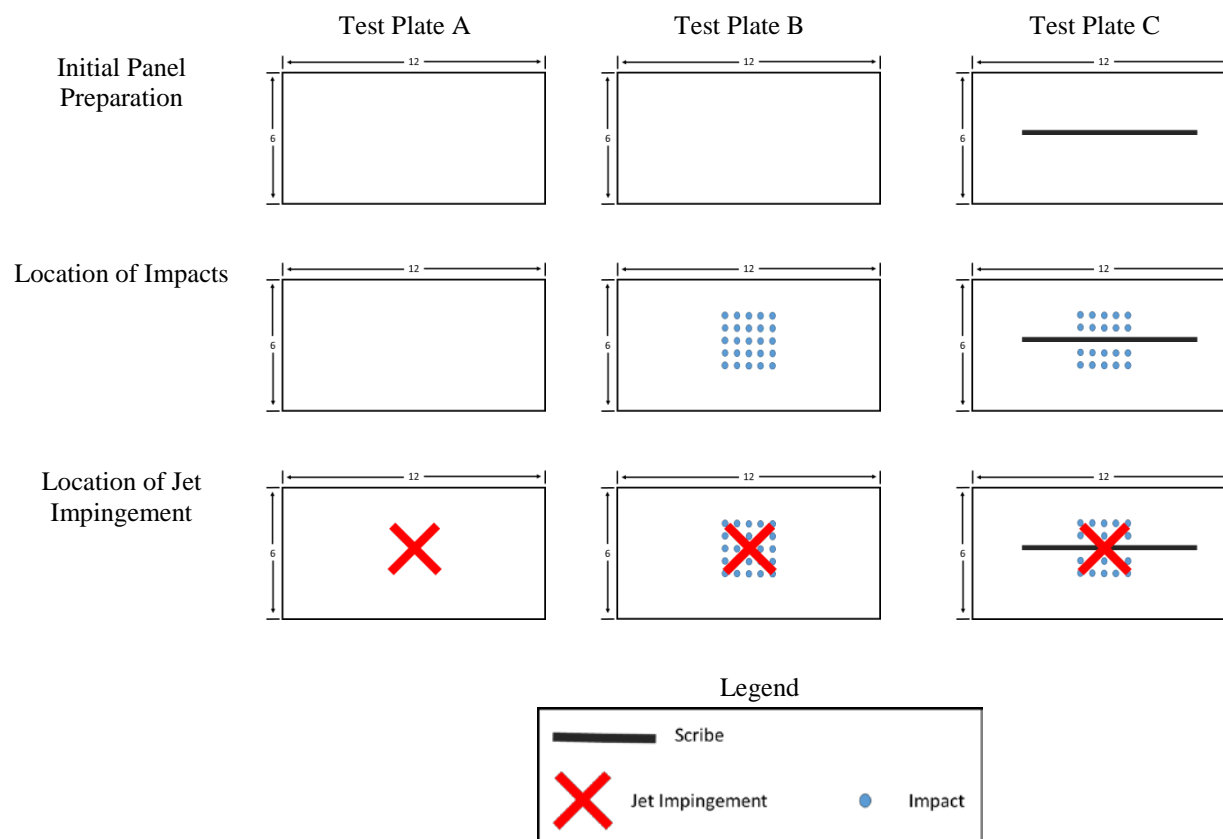 Test Plate A
Test Plate B
Test Plate C
Initial Panel
Preparation
12
12
12
6
6
6
Location of Impacts
12
12
12
6
6
6
Location of Jet
Impingement
12
12
12
6
6
6
Legend
Scribe
Jet Impingement
Impact